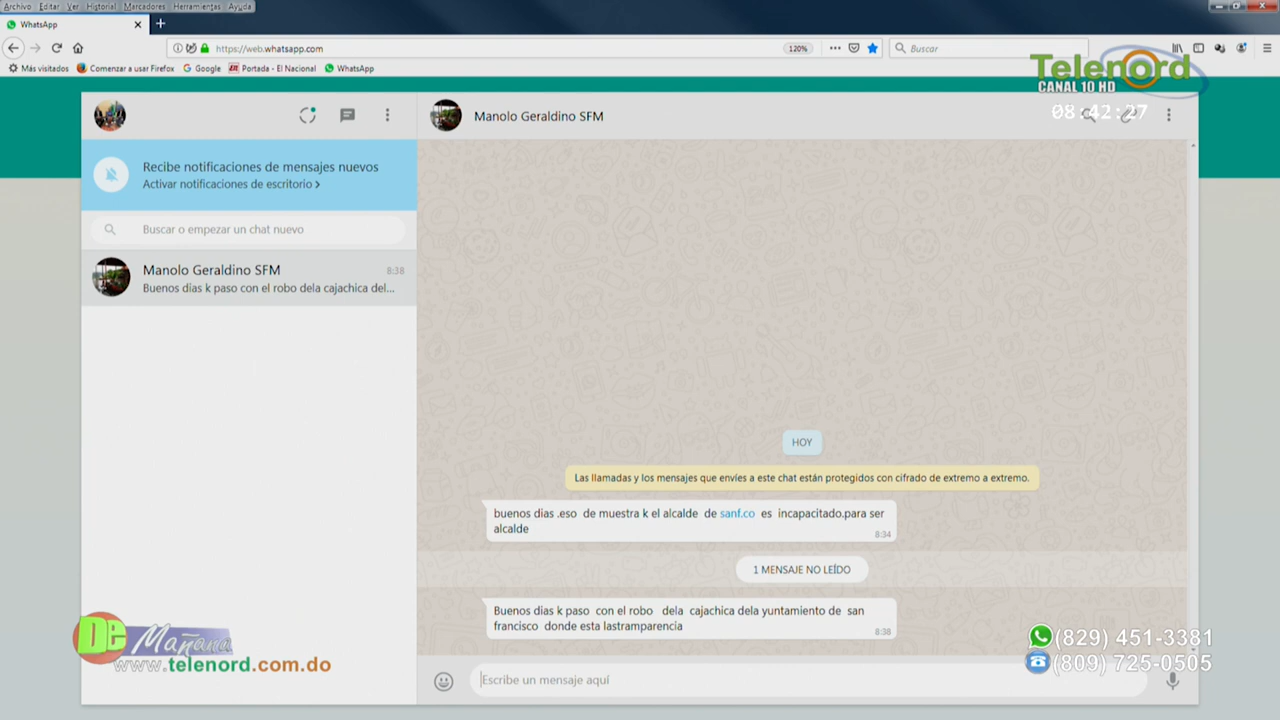 Archivo Editar Ver Historial Marcadores Herramientas Ayuda
WhatsApp
https://web.whatsapp.com
120%
Buscar
Más visitados Comenzar a usar Firefox Google Portada - El Nacional WhatsApp
Telenord
CANAL 10 HD
08:42:27
Manolo Geraldino SFM
Recibe notificaciones de mensajes nuevos
Activar notificaciones de escritorio
Buscar o empezar un chat nuevo
Manolo Geraldino SFM 8:38
Buenos dias k paso con el robo dela cajachica del...
HOY
Las llamadas y los mensajes que envíes a este chat están protegidos con cifrado de extremo a extremo.
buenos dias .eso de muestra k el alcalde de sanf.co es incapacitado.para ser
alcalde
8:34
1 MENSAJE NO LEÍDO
Buenos dias k paso con el robo dela cajachica dela yuntamiento de san
francisco donde esta lastramparencia
8:38
Escribe un mensaje aquí
De Mañana
www.telenord.com.do
(829) 451-3381
(809) 725-0505